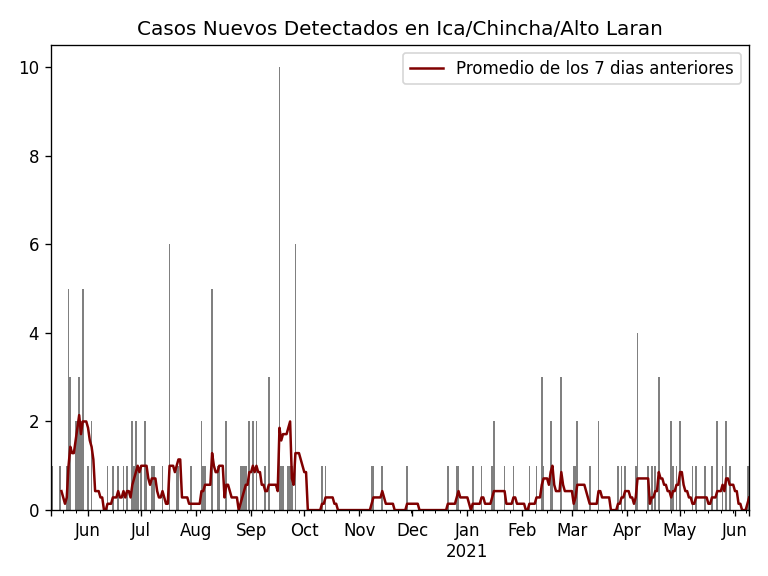 Casos Nuevos Detectados en Ica/Chincha/Alto Laran
Promedio de los 7 dias anteriores
10
8
6
4
2
0
Jun Jul Aug Sep Oct Nov Dec Jan Feb Mar Apr May Jun
2021